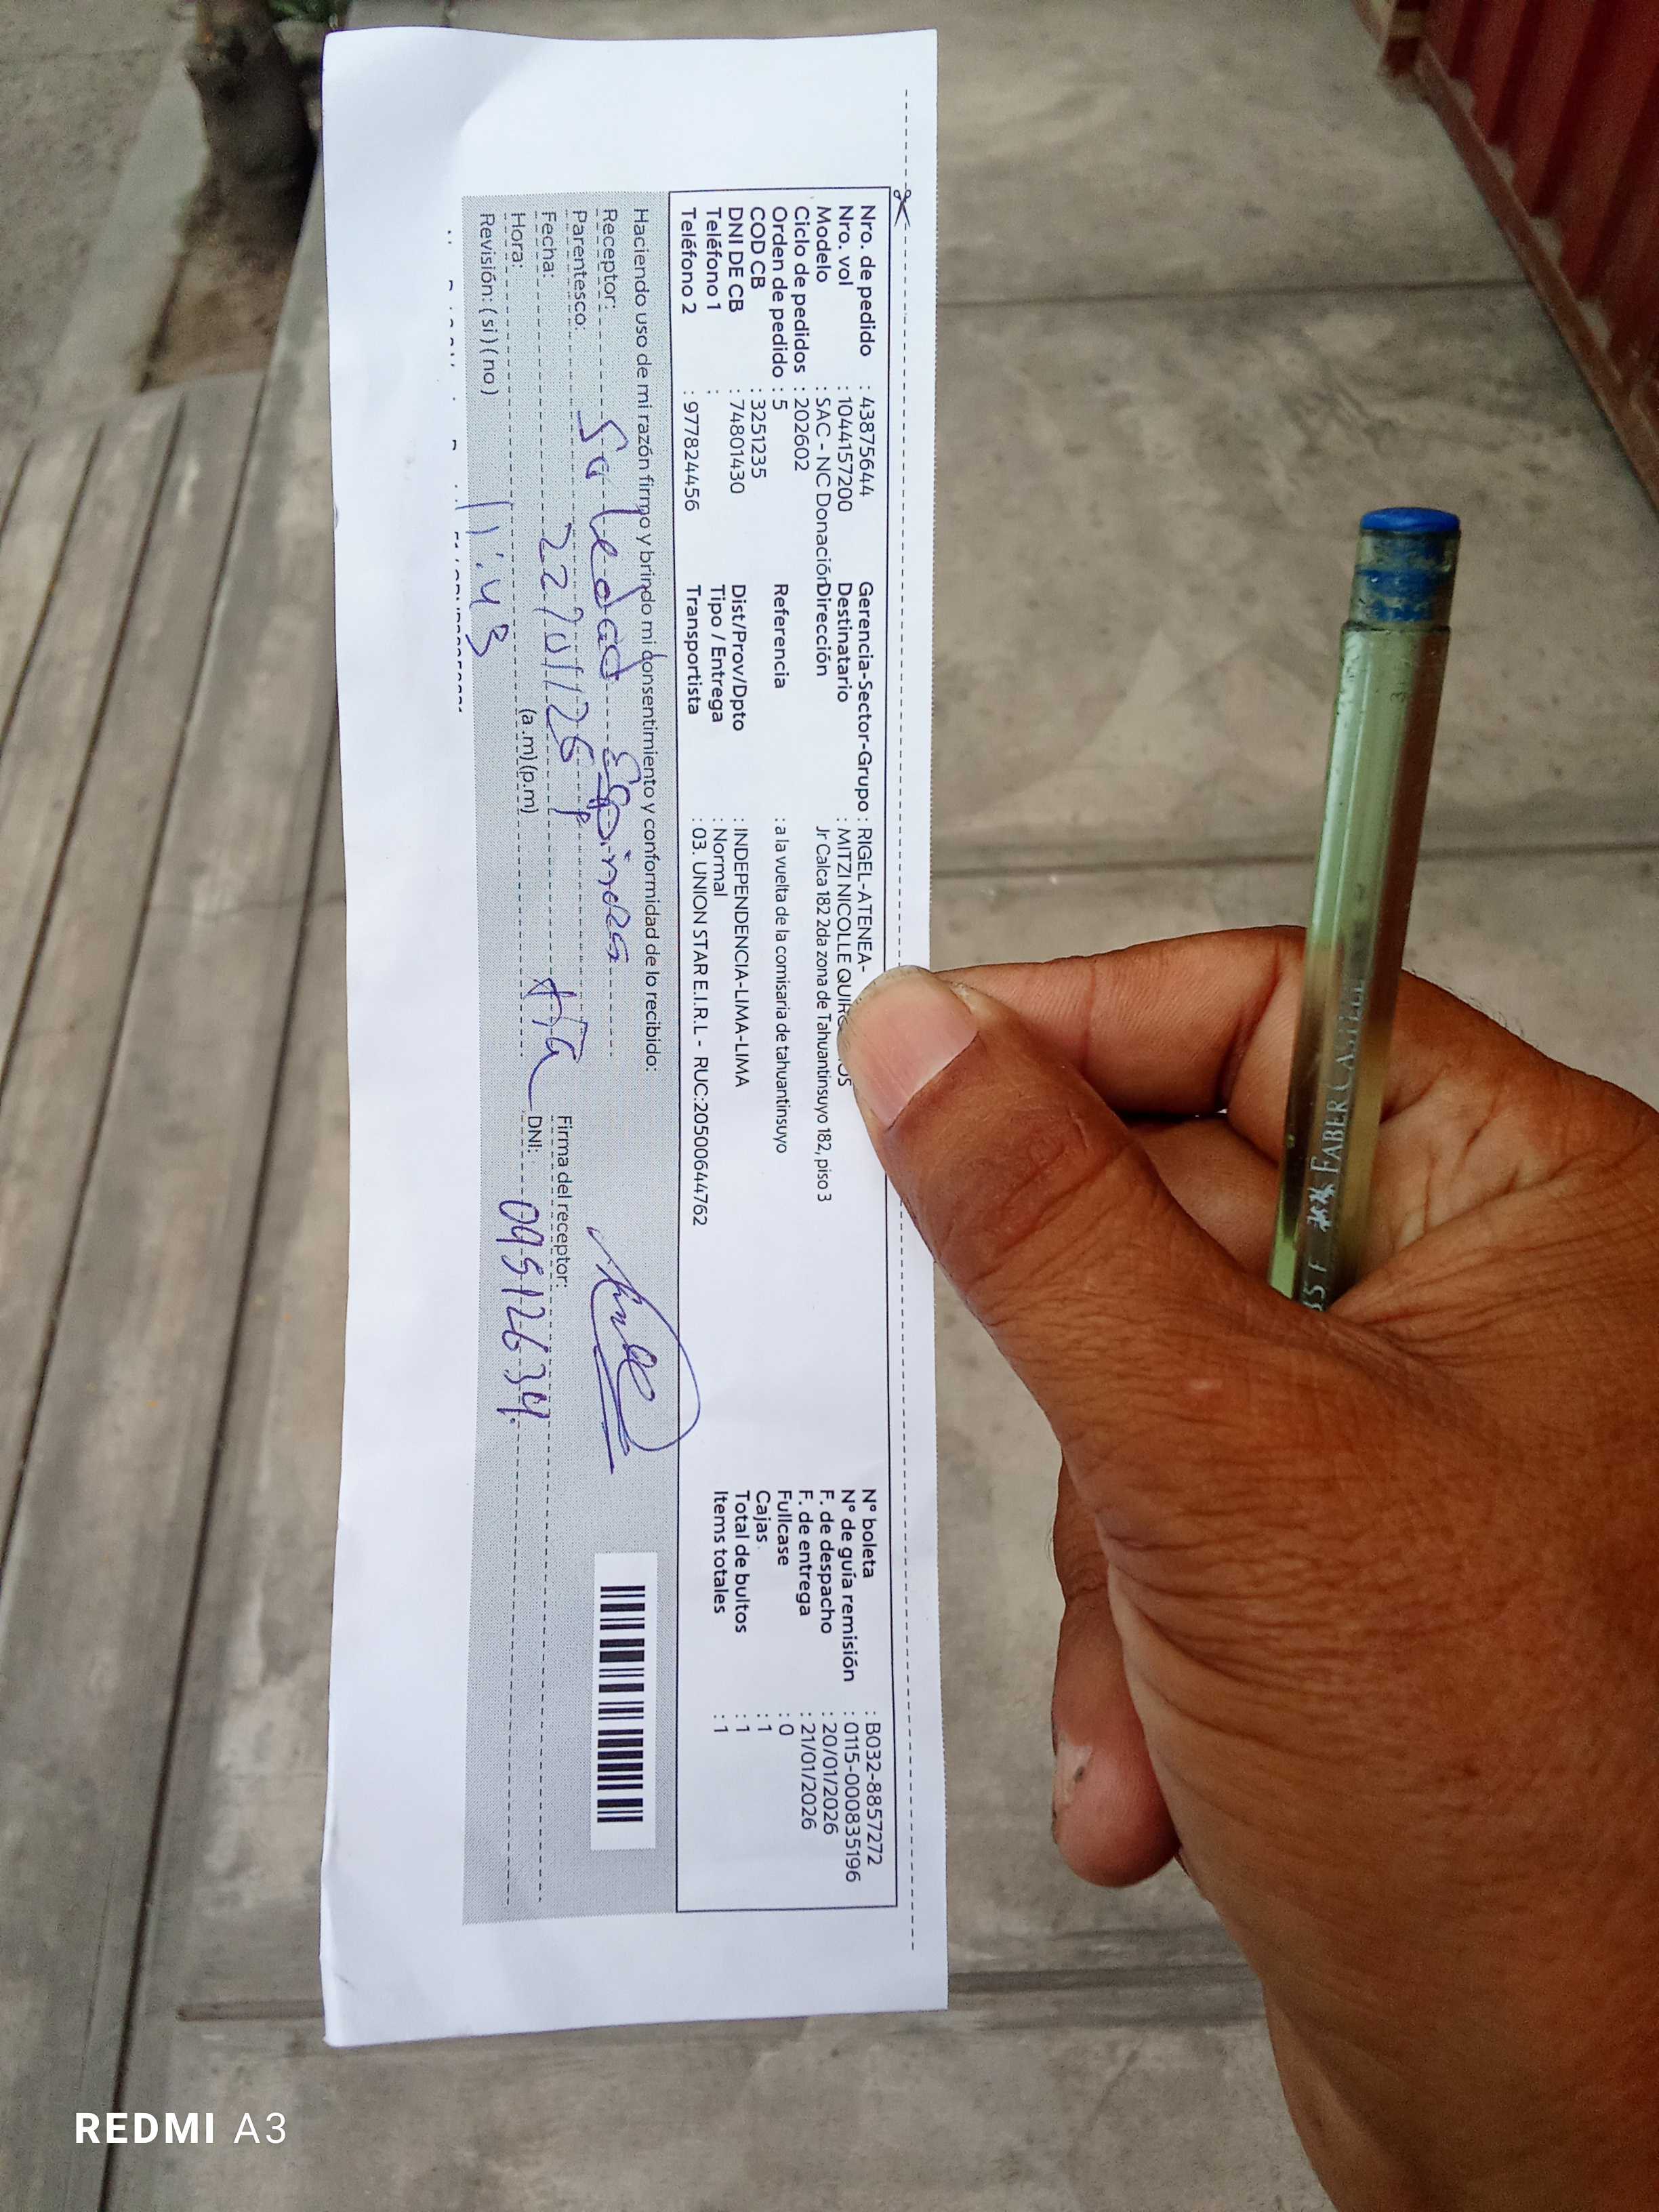 Nro. de pedido : 43875644
Nro. vol : 1044157200
Modelo : SAC - NC Donación
Ciclo de pedidos : 202602
Orden de pedido : 5
COD CB : 3251235
DNI DE CB : 74801430
Teléfono 1 :
Teléfono 2 : 977824456
Gerencia-Sector-Grupo : RIGEL-ATENEA-
Destinatario : MITZI NICOLLE
Dirección Jr Calca 182 2da zona de Tahuantinsuyo 182, piso 3
Referencia : a la vuelta de la comisaria de tahuantinsuyo
Dist/Prov/Dpto : INDEPENDENCIA-LIMA-LIMA
Tipo / Entrega : Normal
Transportista : 03. UNION STAR E.I.R.L - RUC:20500644762
N° boleta : B032-8857272
N° de guía remisión : 0115-000835196
F. de despacho : 20/01/2026
F. de entrega : 21/01/2026
Fullcase : 0
Cajas : 1
Total de bultos : 1
Items totales : 1
Haciendo uso de mi razón firmo y brindo mi consentimiento y conformidad de lo recibido:
Receptor: Soledad Espinoza
Parentesco: tía
Fecha: 22/01/26
Hora: 11:43 (a.m)(p.m)
Revisión: (si) (no)
Firma del receptor:
DNI: 09512634
FABER CASTELL
REDMI A3